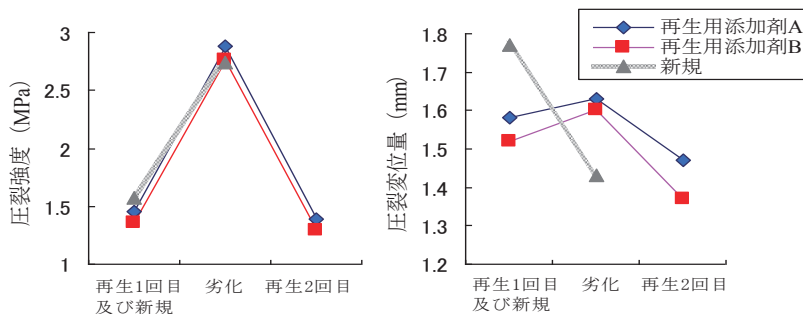 圧裂強度 (MPa)
3
2.5
2
1.5
1
再生1回目
及び新規
劣化
再生2回目
圧裂変位量 (mm)
1.8
1.7
1.6
1.5
1.4
1.3
1.2
再生1回目
及び新規
劣化
再生2回目
再生用添加剤A
再生用添加剤B
新規